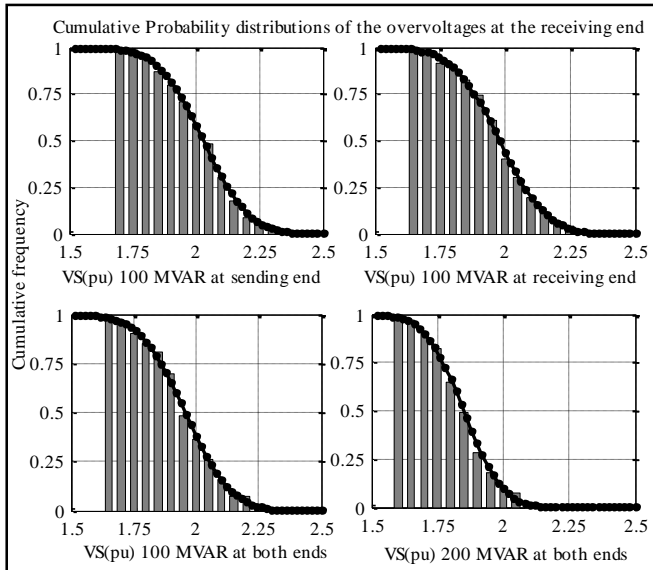 Cumulative Probability distributions of the overvoltages at the receiving end
Cumulative frequency
1
0.75
0.5
0.25
0
1.5 1.75 2 2.25 2.5
VS(pu) 100 MVAR at sending end
1
0.75
0.5
0.25
0
1.5 1.75 2 2.25 2.5
VS(pu) 100 MVAR at receiving end
1
0.75
0.5
0.25
0
1.5 1.75 2 2.25 2.5
VS(pu) 100 MVAR at both ends
1
0.75
0.5
0.25
0
1.5 1.75 2 2.25 2.5
VS(pu) 200 MVAR at both ends